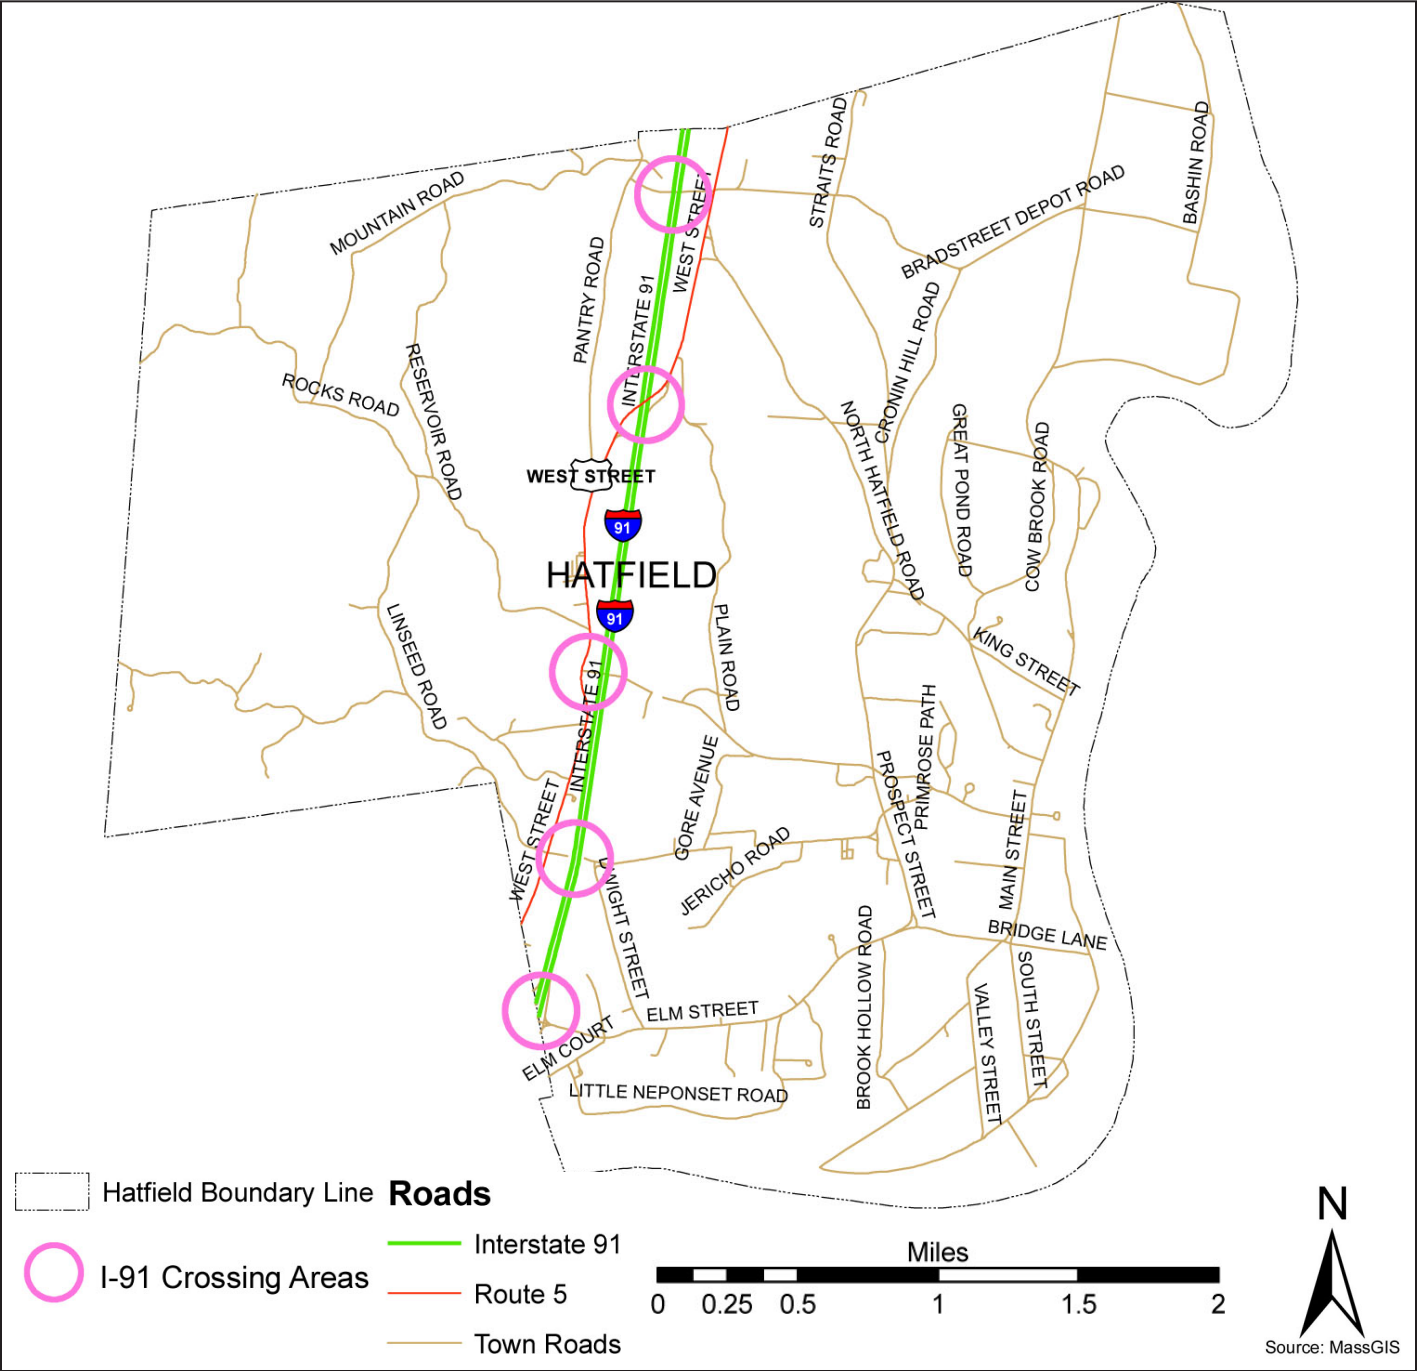 STRAITS ROAD
BASHIN ROAD
MOUNTAIN ROAD
WEST STREET
BRADSTREET DEPOT ROAD
PANTRY ROAD
INTERSTATE 91
CRONIN HILL ROAD
RESERVOIR ROAD
ROCKS ROAD
NORTH HATFIELD ROAD
GREAT POND ROAD
COW BROOK ROAD
WEST STREET
91
HATFIELD
91
LINSEED ROAD
PLAIN ROAD
KING STREET
INTERSTATE 91
PRIMROSE PATH
GORE AVENUE
PROSPECT STREET
WEST STREET
MAIN STREET
JERICHO ROAD
DWIGHT STREET
BROOK HOLLOW ROAD
BRIDGE LANE
SOUTH STREET
VALLEY STREET
ELM STREET
ELM COURT
LITTLE NEPONSET ROAD
Hatfield Boundary Line
I-91 Crossing Areas
Roads
Interstate 91
Route 5
Town Roads
Miles
0 0.25 0.5 1 1.5 2
N
Source: MassGIS